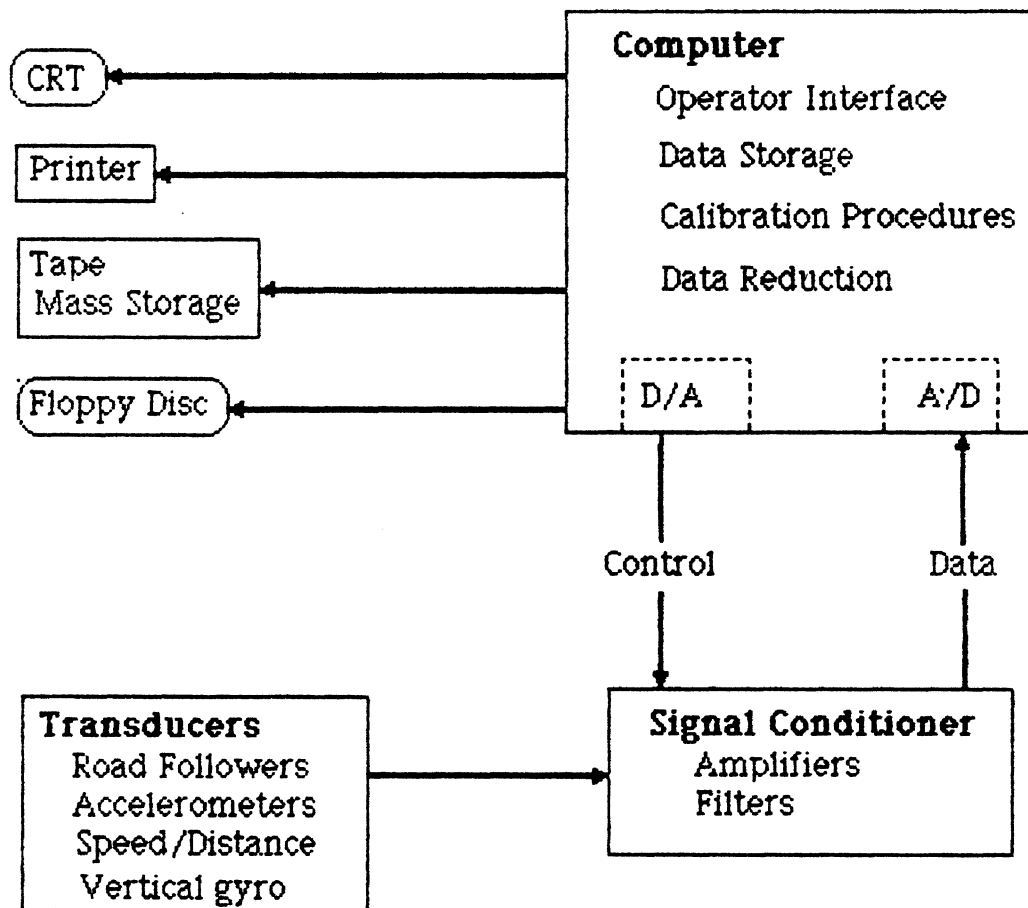 Computer
Operator Interface
Data Storage
Calibration Procedures
Data Reduction
D/A
A/D
CRT
Printer
Tape
Mass Storage
Floppy Disc
Control
Data
Transducers
Road Followers
Accelerometers
Speed/Distance
Vertical gyro
Signal Conditioner
Amplifiers
Filters